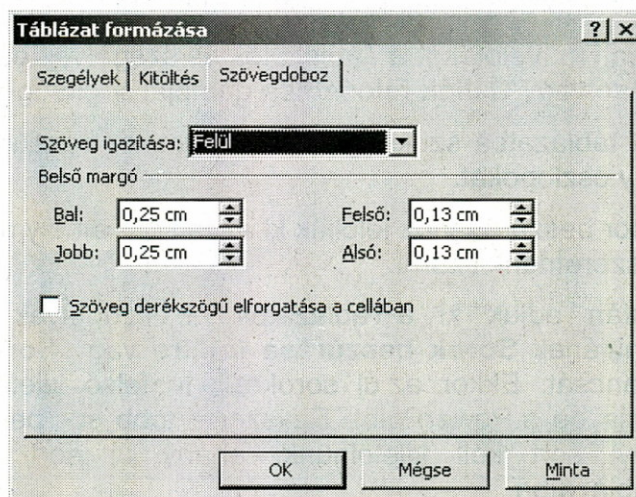 Táblázat formázása
Szegélyek Kitöltés Szövegdoboz
Szöveg igazítása: Felül
Belső margó
Bal: 0,25 cm Felső: 0,13 cm
Jobb: 0,25 cm Alsó: 0,13 cm
Szöveg derékszögű elforgatása a cellában
OK Mégse Minta